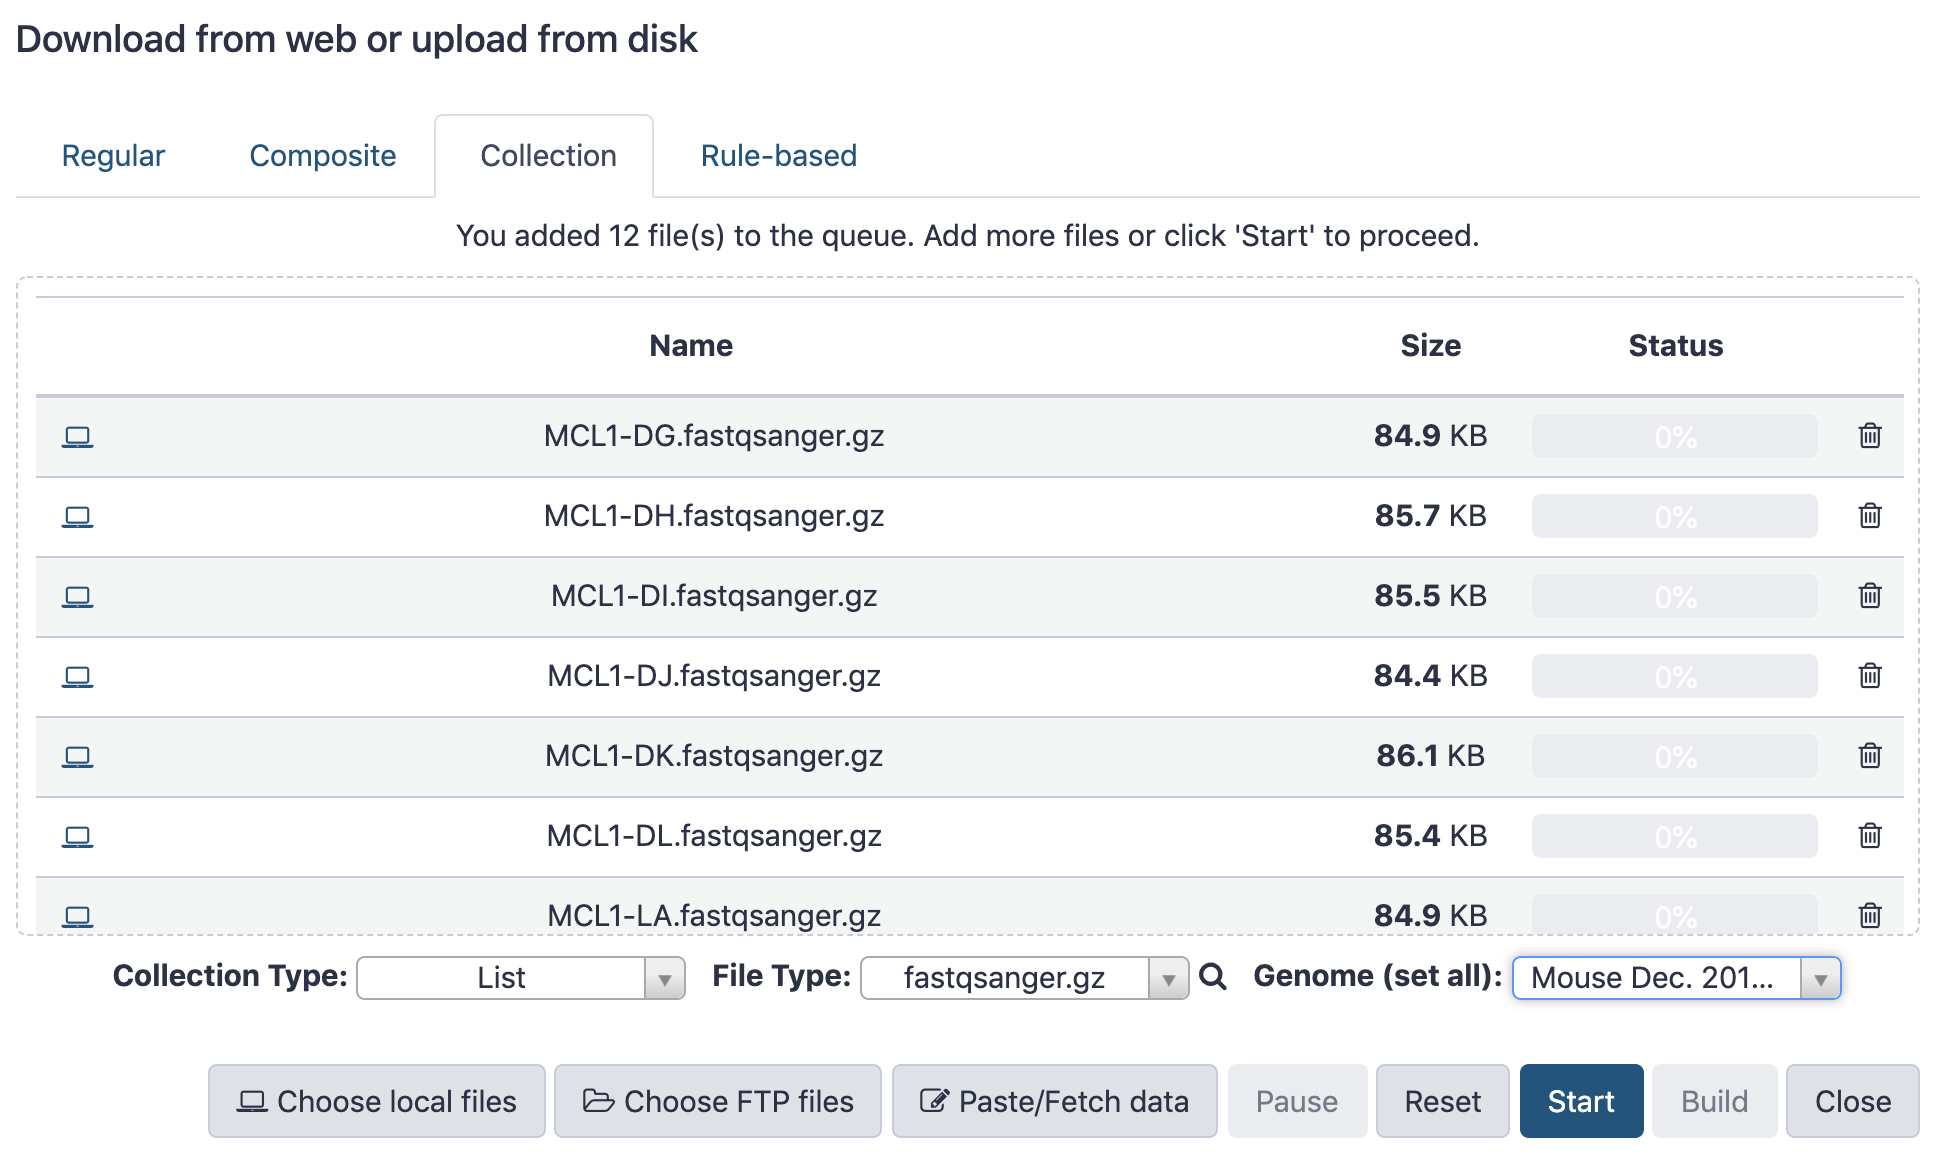 Download from web or upload from disk
Regular Composite Collection Rule-based
You added 12 file(s) to the queue. Add more files or click 'Start' to proceed.
Name Size Status
MCL1-DG.fastqsanger.gz 84.9 KB 0%
MCL1-DH.fastqsanger.gz 85.7 KB 0%
MCL1-DI.fastqsanger.gz 85.5 KB 0%
MCL1-DJ.fastqsanger.gz 84.4 KB 0%
MCL1-DK.fastqsanger.gz 86.1 KB 0%
MCL1-DL.fastqsanger.gz 85.4 KB 0%
MCL1-LA.fastqsanger.gz 84.9 KB 0%
Collection Type: List File Type: fastqsanger.gz Genome (set all): Mouse Dec. 201...
Choose local files Choose FTP files Paste/Fetch data Pause Reset Start Build Close